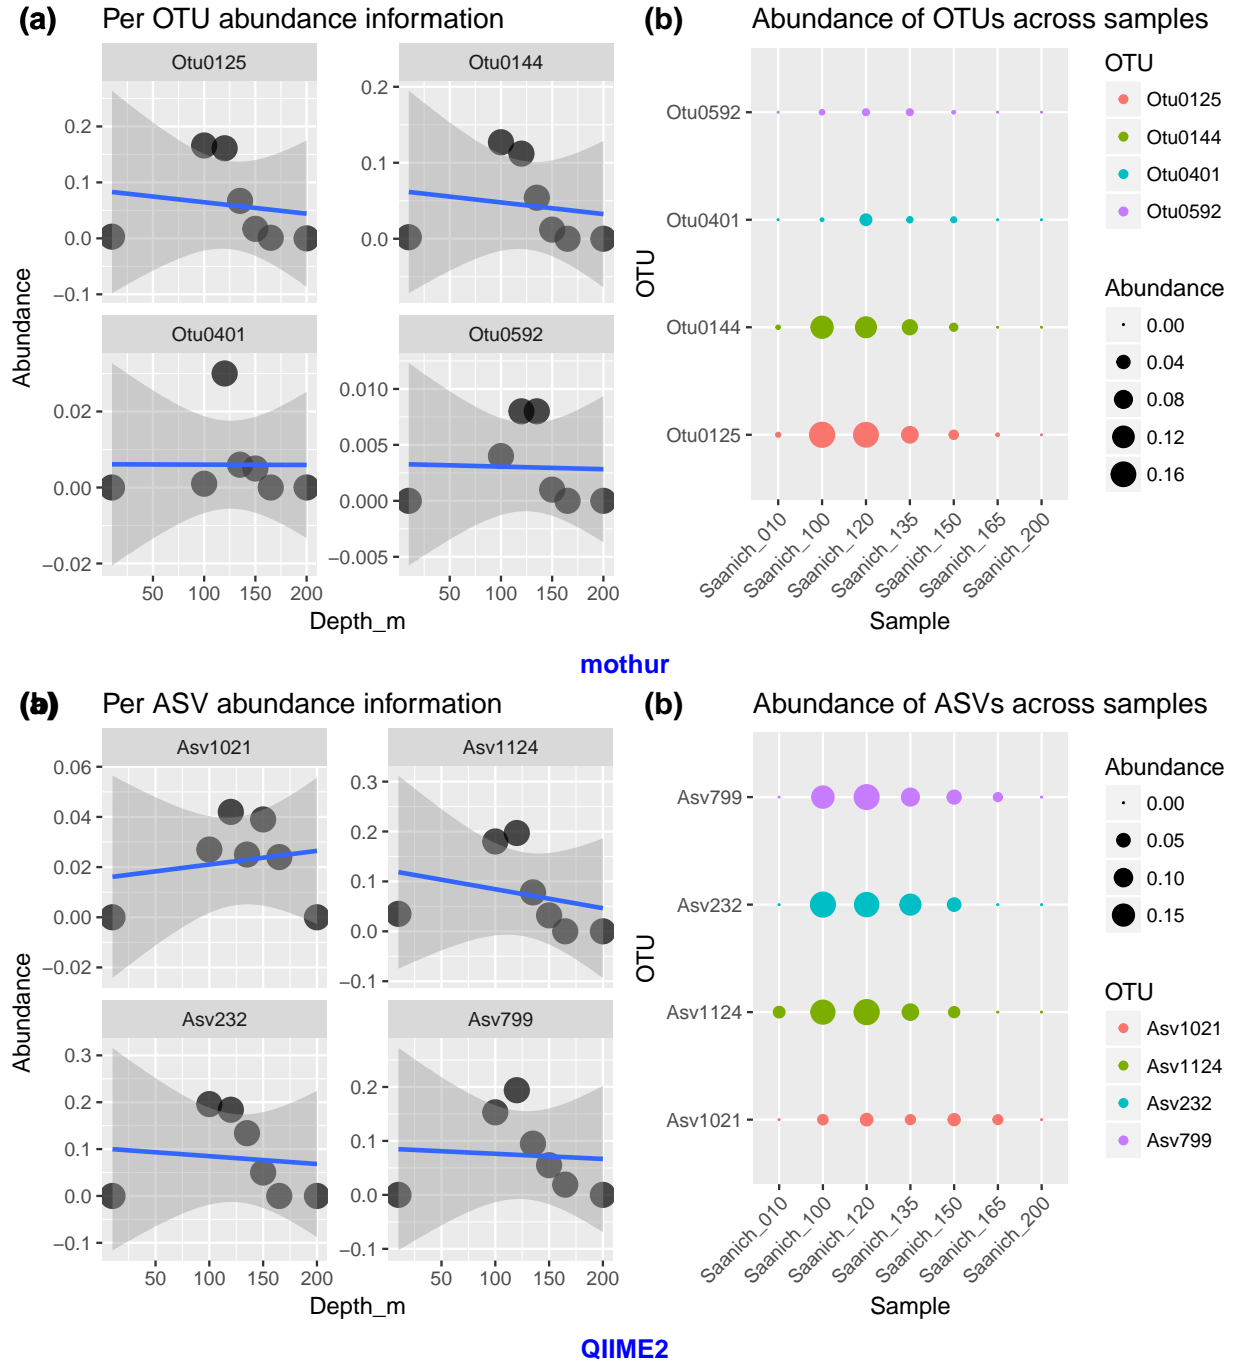 (a) Per OTU abundance information
Otu0125 Otu0144
0.2
0.1
0.0
−0.1
0.2
0.1
0.0
Otu0401 Otu0592
0.02
0.00
−0.02
0.010
0.005
0.000
−0.005
50 100 150 200 50 100 150 200
Abundance
Depth_m
(b) Abundance of OTUs across samples
Otu0592
Otu0401
Otu0144
Otu0125
OTU
Saanich_010
Saanich_100
Saanich_120
Saanich_135
Saanich_150
Saanich_165
Saanich_200
Sample
OTU
Otu0125
Otu0144
Otu0401
Otu0592
Abundance
0.00
0.04
0.08
0.12
0.16
mothur
Per ASV abundance information
Asv1021 Asv1124
0.06
0.04
0.02
0.00
−0.02
0.3
0.2
0.1
0.0
−0.1
Asv232 Asv799
0.3
0.2
0.1
0.0
−0.1
0.2
0.1
0.0
−0.1
50 100 150 200 50 100 150 200
Abundance
Depth_m
(b) Abundance of ASVs across samples
Asv799
Asv232
Asv1124
Asv1021
OTU
Saanich_010
Saanich_100
Saanich_120
Saanich_135
Saanich_150
Saanich_165
Saanich_200
Sample
Abundance
0.00
0.05
0.10
0.15
OTU
Asv1021
Asv1124
Asv232
Asv799
QIIME2